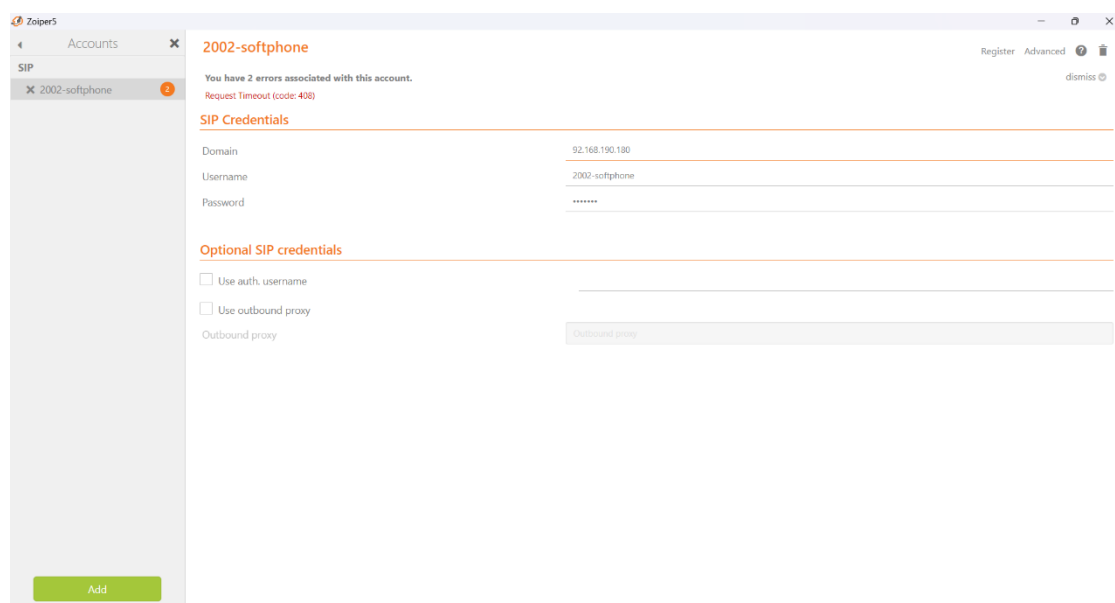 Zoiper5
Accounts
SIP
2002-softphone
2
Add
2002-softphone
Register Advanced
You have 2 errors associated with this account.
dismiss
Request Timeout (code: 408)
SIP Credentials
Domain 92.168.190.180
Username 2002-softphone
Password •••••••
Optional SIP credentials
Use auth. username
Use outbound proxy
Outbound proxy Outbound proxy